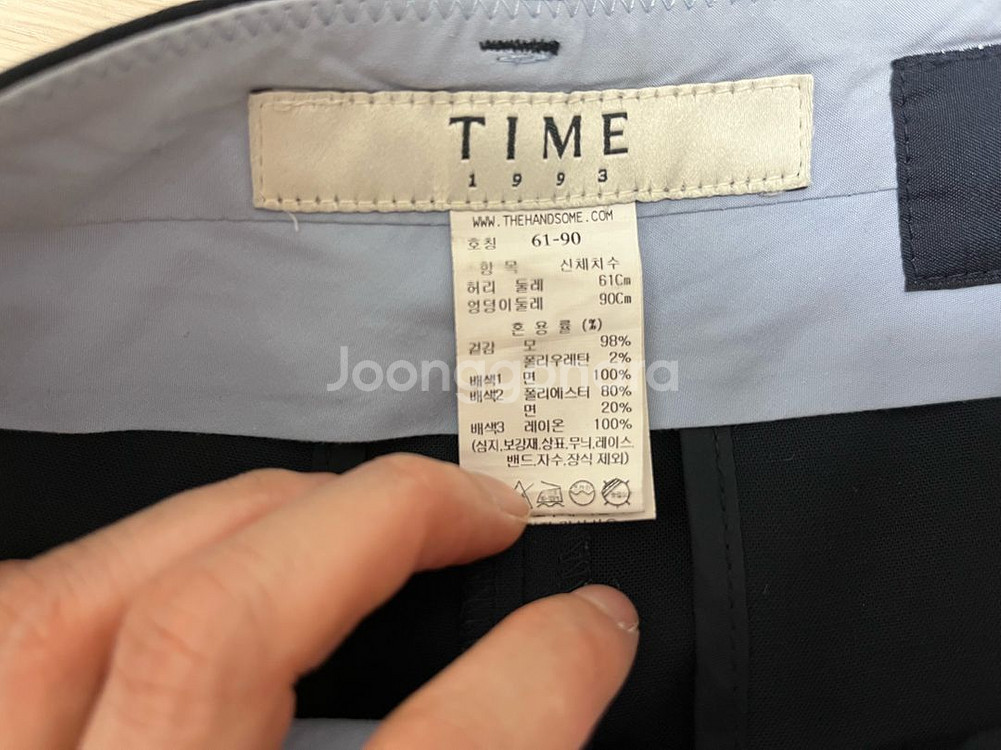 TIME
1993
WWW.THEHANDSOME.COM
호칭 61-90
항 목 신체치수
허리 둘레 61Cm
엉덩이둘레 90Cm
혼 용 률 (%)
겉감 모 98%
폴리우레탄 2%
배색1 면 100%
배색2 폴리에스터 80%
면 20%
배색3 레이온 100%
(심지,보강재,상표,무늬,레이스
밴드,자수,장식 제외)
Joonggonara